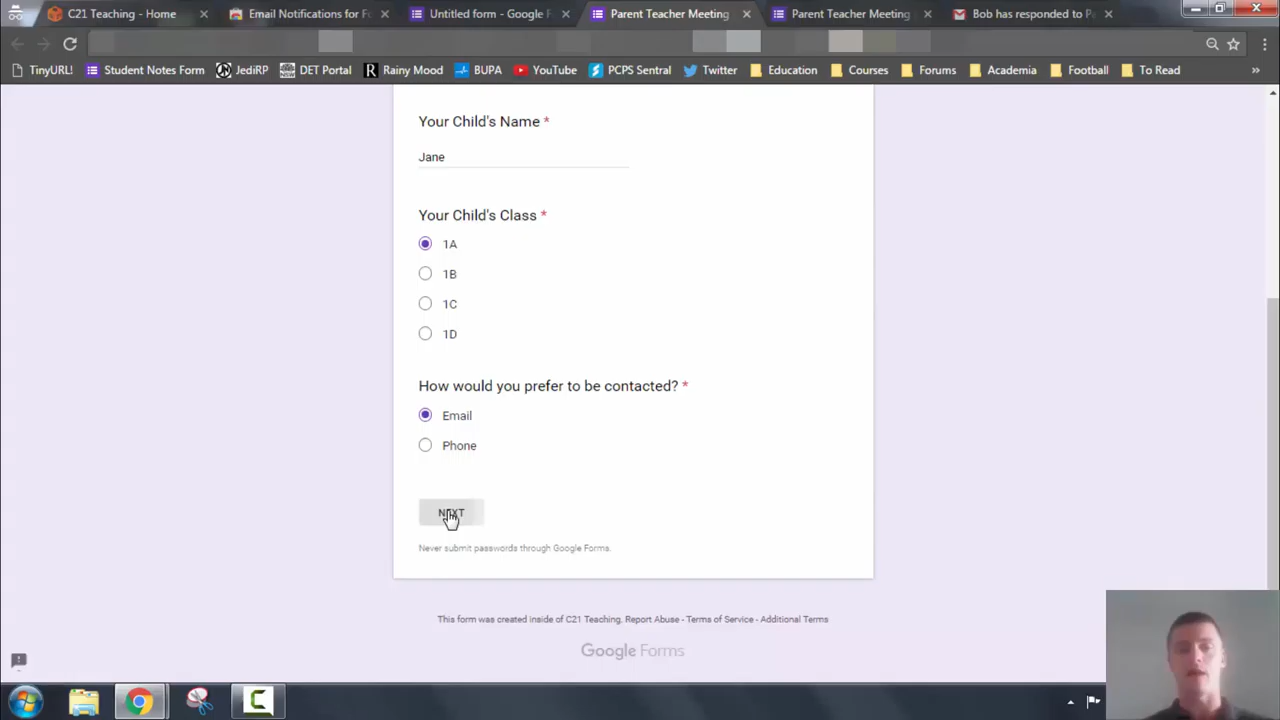 C21 Teaching - Home
Email Notifications for F
Untitled form - Google F
Parent Teacher Meeting
Parent Teacher Meeting
Bob has responded to P
TinyURL!
Student Notes Form
JediRP
DET Portal
Rainy Mood
BUPA
YouTube
PCPS Sentral
Twitter
Education
Courses
Forums
Academia
Football
To Read
Your Child's Name *
Jane
Your Child's Class *
1A
1B
1C
1D
How would you prefer to be contacted? *
Email
Phone
NEXT
Never submit passwords through Google Forms.
This form was created inside of C21 Teaching. Report Abuse - Terms of Service - Additional Terms
Google Forms